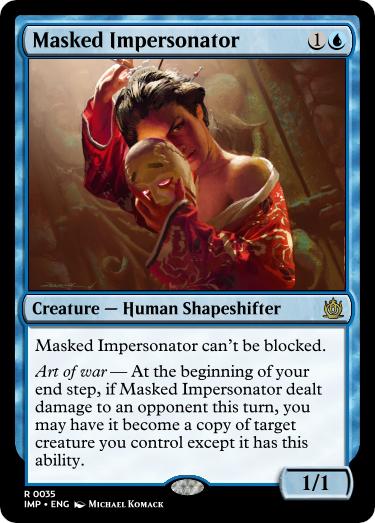 Masked Impersonator 1
Creature — Human Shapeshifter
Masked Impersonator can't be blocked.
Art of war — At the beginning of your
end step, if Masked Impersonator dealt
damage to an opponent this turn, you
may have it become a copy of target
creature you control except it has this
ability.
1/1
R 0035
IMP • ENG Michael Komack